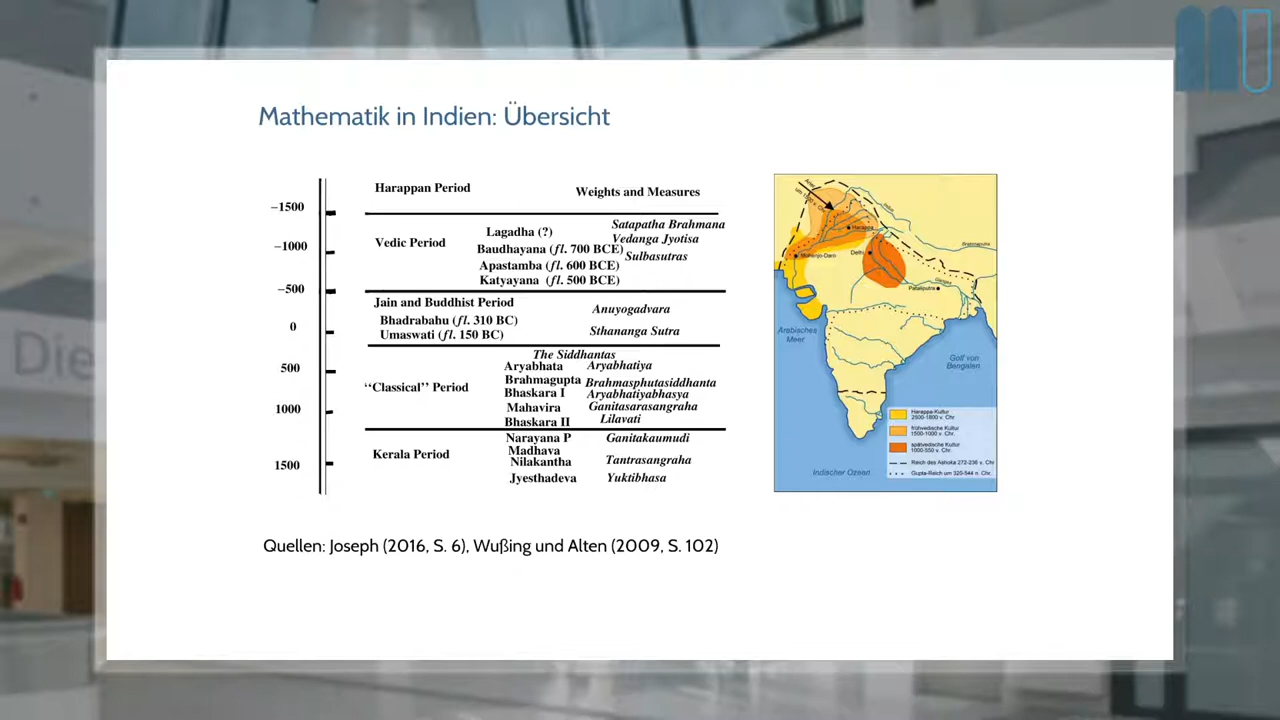 Mathematik in Indien: Übersicht
Harappan Period
Weights and Measures
−1500
Satapatha Brahmana
Lagadha (?)
Vedanga Jyotisa
Vedic Period
−1000
Baudhayana (fl. 700 BCE)
Sulbasutras
Apastamba (fl. 600 BCE)
Katyayana (fl. 500 BCE)
−500
Jain and Buddhist Period
Anuyogadvara
Bhadrabahu (fl. 310 BC)
0
Umaswati (fl. 150 BC)
Sthananga Sutra
The Siddhantas
500
Aryabhata Aryabhatiya
"Classical" Period
Brahmagupta Brahmasphutasiddhanta
Bhaskara I Aryabhatiyabhasya
1000
Mahavira Ganitasarasangraha
Bhaskara II Lilavati
Narayana P Ganitakaumudi
Kerala Period
Madhava
Nilakantha Tantrasangraha
1500
Jyesthadeva Yuktibhasa
Harappa
Mohenjo-Daro
Delhi
Brahmaputra
Pataliputra
Arabisches
Meer
Golf von
Bengalen
Indischer Ozean
Harappa-Kultur
2500-1800 v. Chr.
frühvedische Kultur
1500-1000 v. Chr.
spätvedische Kultur
1000-550 v. Chr.
Reich des Ashoka 272-236 v. Chr
Gupta-Reich um 320-544 n. Chr.
Quellen: Joseph (2016, S. 6), Wußing und Alten (2009, S. 102)
Die